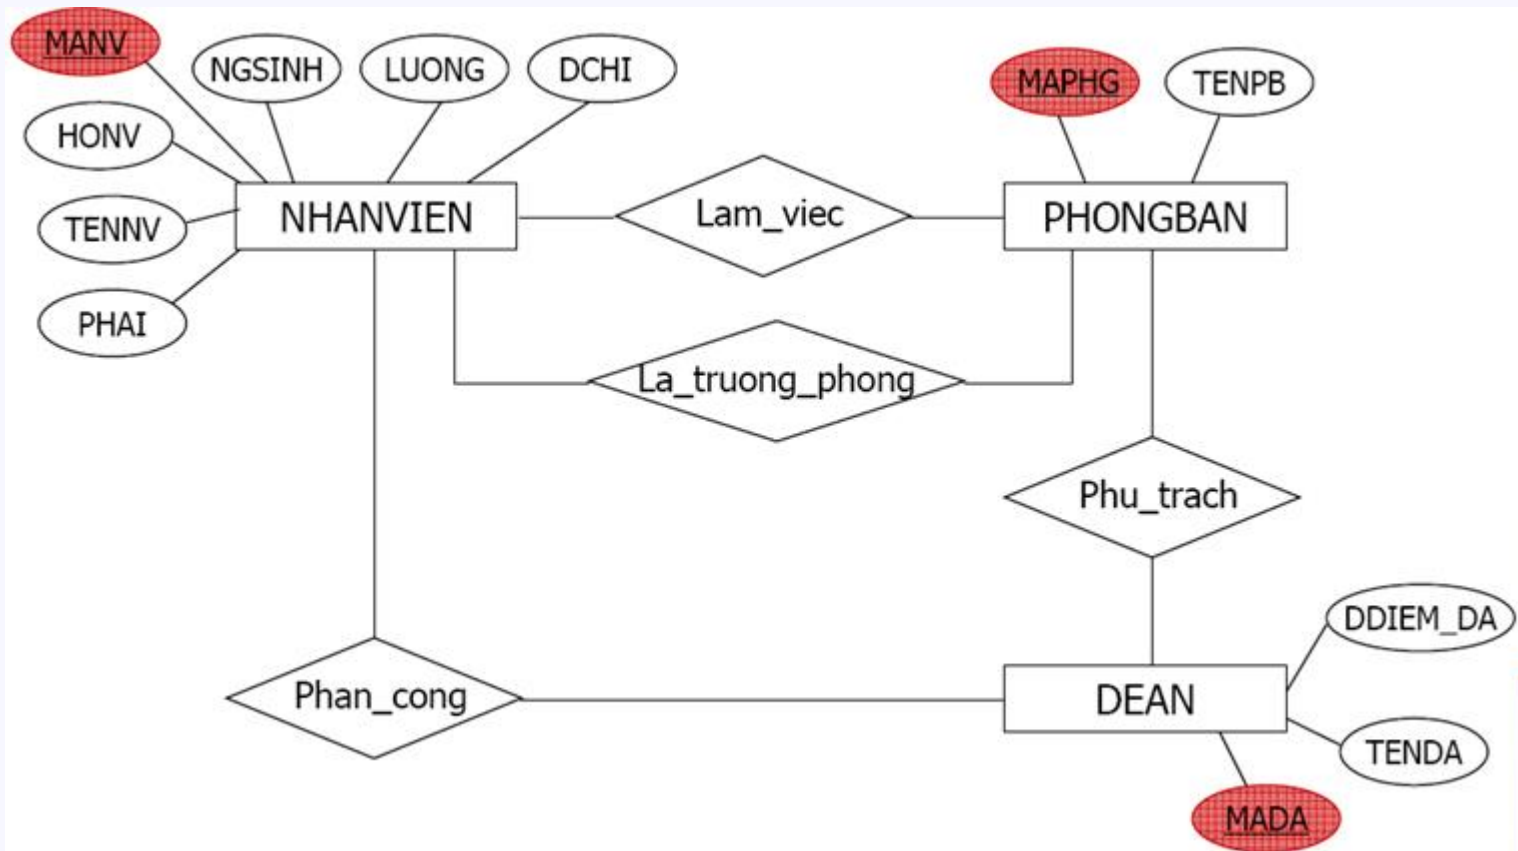 MANV
NGSINH
LUONG
DCHI
MAPHG
TENPB
HONV
TENNV
PHAI
NHANVIEN
Lam_viec
PHONGBAN
La_truong_phong
Phu_trach
DDIEM_DA
Phan_cong
DEAN
TENDA
MADA